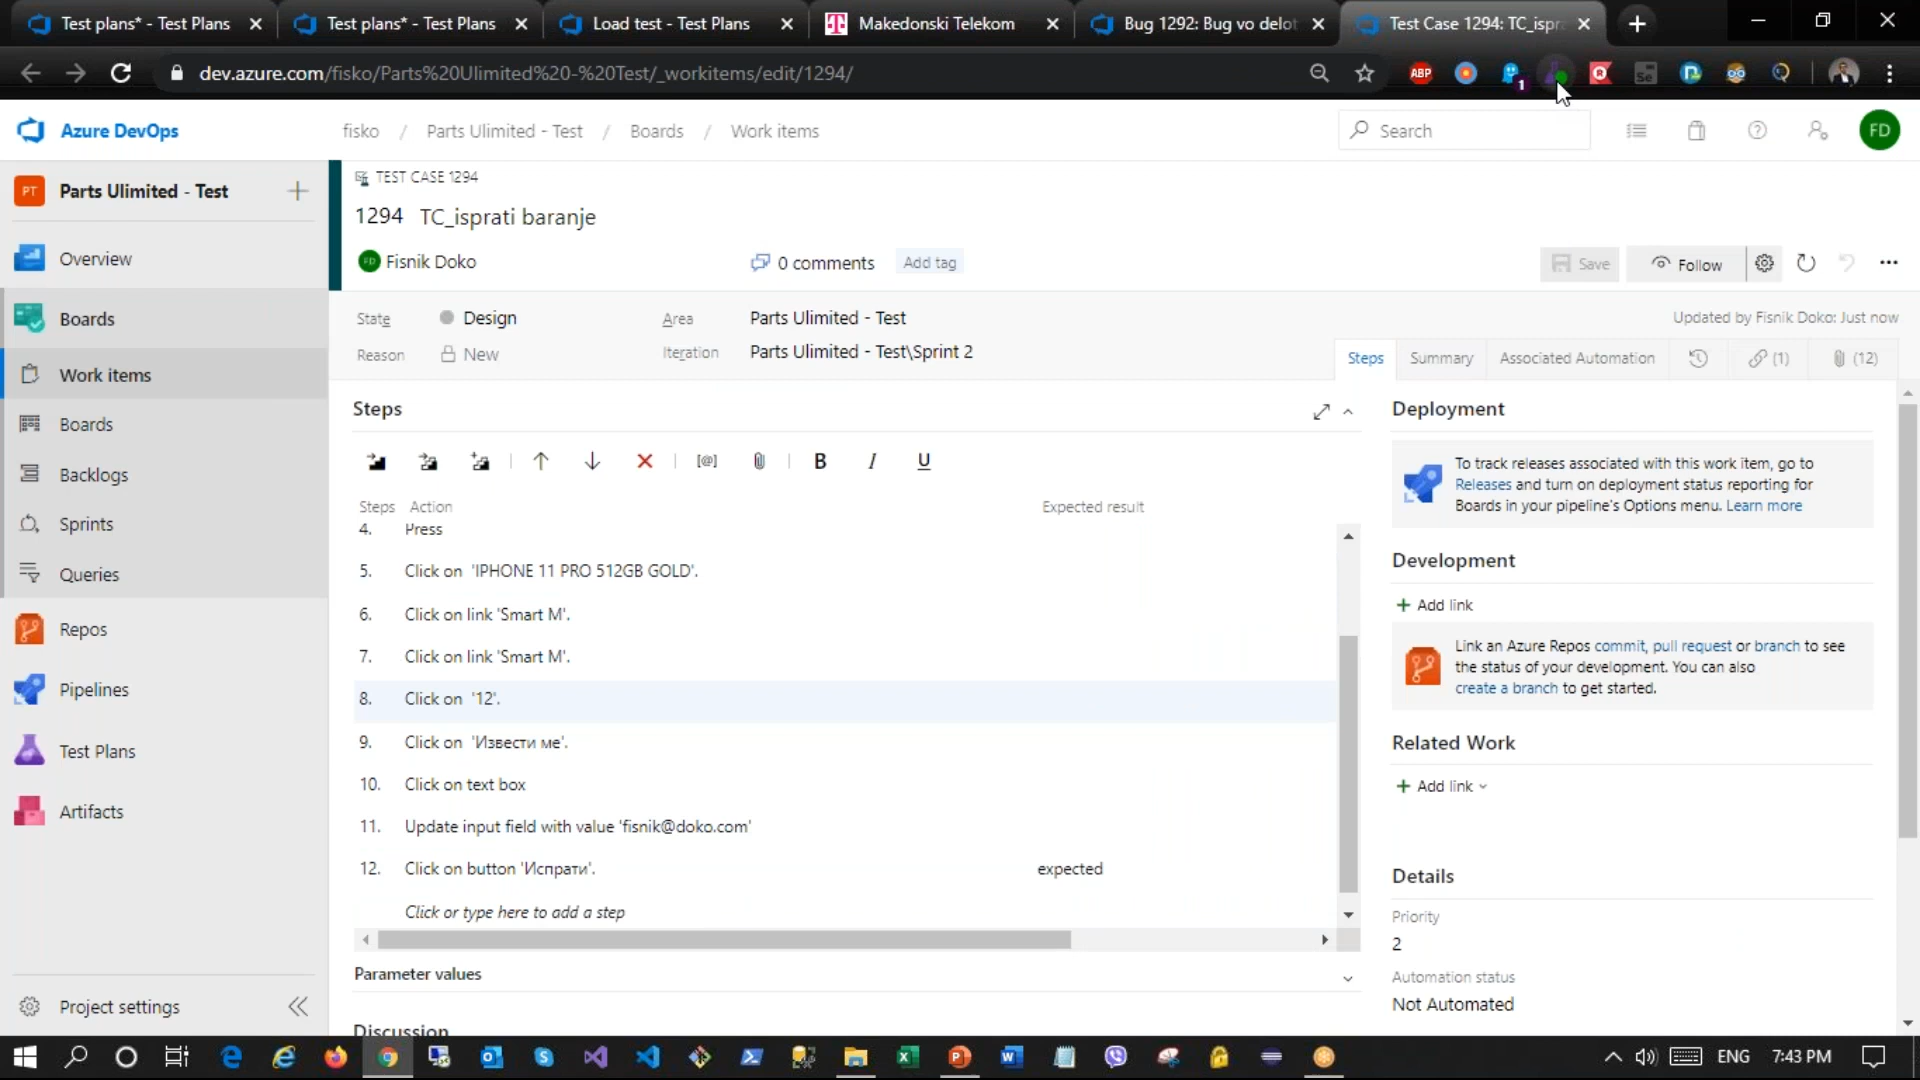 Test plans* - Test Plans
Test plans* - Test Plans
Load test - Test Plans
Makedonski Telekom
Bug 1292: Bug vo delot
Test Case 1294: TC_ispr
dev.azure.com/fisko/Parts%20Ulimited%20-%20Test/_workitems/edit/1294/
ABP
1
Se
Azure DevOps
fisko / Parts Ulimited - Test / Boards / Work items
Search
FD
PT
Parts Ulimited - Test
TEST CASE 1294
1294 TC_isprati baranje
Overview
FD Fisnik Doko
0 comments
Add tag
Save
Follow
Boards
State
Design
Area
Parts Ulimited - Test
Updated by Fisnik Doko: Just now
Reason
New
Iteration
Parts Ulimited - Test\Sprint 2
Steps
Summary
Associated Automation
(1)
(12)
Work items
Boards
Backlogs
Sprints
Queries
Repos
Pipelines
Test Plans
Artifacts
Project settings
Steps
[@]
B
I
U
Steps Action Expected result
4. Press
5. Click on 'IPHONE 11 PRO 512GB GOLD'.
6. Click on link 'Smart M'.
7. Click on link 'Smart M'.
8. Click on '12'.
9. Click on 'Извести ме'.
10. Click on text box
11. Update input field with value 'fisnik@doko.com'
12. Click on button 'Испрати'. expected
Click or type here to add a step
Parameter values
Discussion
Deployment
To track releases associated with this work item, go to
Releases and turn on deployment status reporting for
Boards in your pipeline's Options menu. Learn more
Development
Add link
Link an Azure Repos commit, pull request or branch to see
the status of your development. You can also
create a branch to get started.
Related Work
Add link
Details
Priority
2
Automation status
Not Automated
ENG
7:43 PM